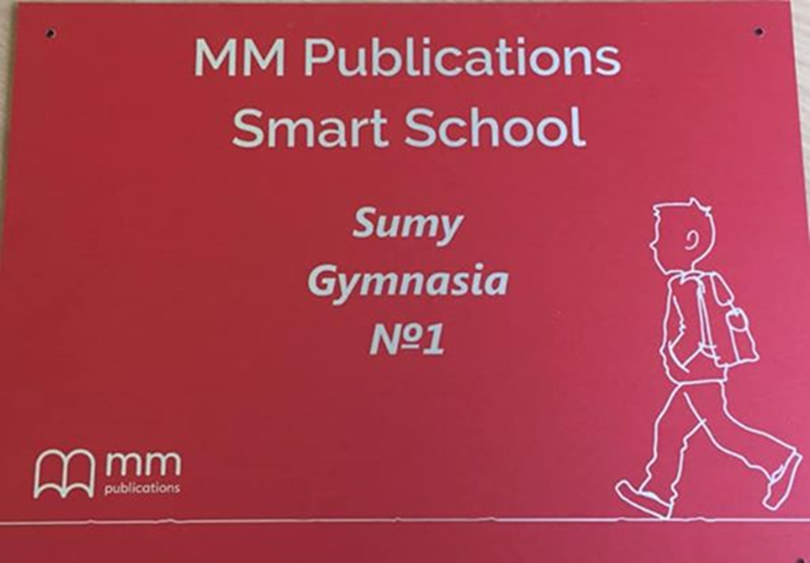 MM Publications
Smart School
Sumy
Gymnasia
№1
mm
publications